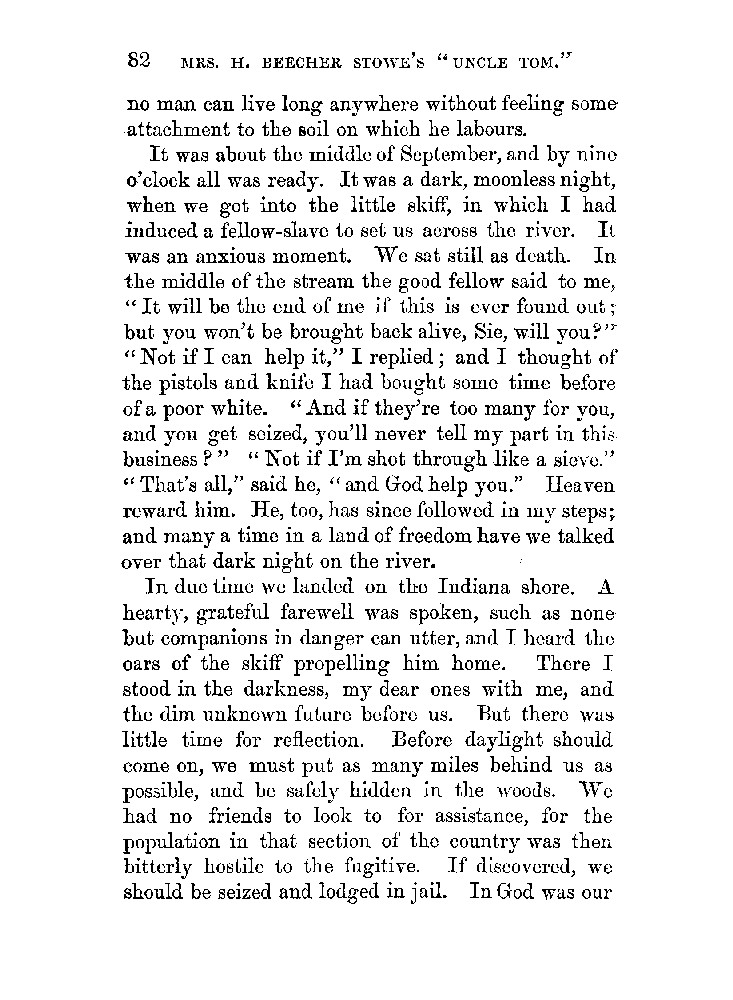 82 MRS. H. BEECHER STOWE'S "UNCLE TOM."
no man can live long anywhere without feeling some
attachment to the soil on which he labours.
It was about the middle of September, and by nine
o'clock all was ready. It was a dark, moonless night,
when we got into the little skiff, in which I had
induced a fellow-slave to set us across the river. It
was an anxious moment. We sat still as death. In
the middle of the stream the good fellow said to me,
"It will be the end of me if this is ever found out;
but you won't be brought back alive, Sie, will you?"
"Not if I can help it," I replied; and I thought of
the pistols and knife I had bought some time before
of a poor white. "And if they're too many for you,
and you get seized, you'll never tell my part in this
business?" "Not if I'm shot through like a sieve."
"That's all," said he, "and God help you." Heaven
reward him. He, too, has since followed in my steps;
and many a time in a land of freedom have we talked
over that dark night on the river.
In due time we landed on the Indiana shore. A
hearty, grateful farewell was spoken, such as none
but companions in danger can utter, and I heard the
oars of the skiff propelling him home. There I
stood in the darkness, my dear ones with me, and
the dim unknown future before us. But there was
little time for reflection. Before daylight should
come on, we must put as many miles behind us as
possible, and be safely hidden in the woods. We
had no friends to look to for assistance, for the
population in that section of the country was then
bitterly hostile to the fugitive. If discovered, we
should be seized and lodged in jail. In God was our